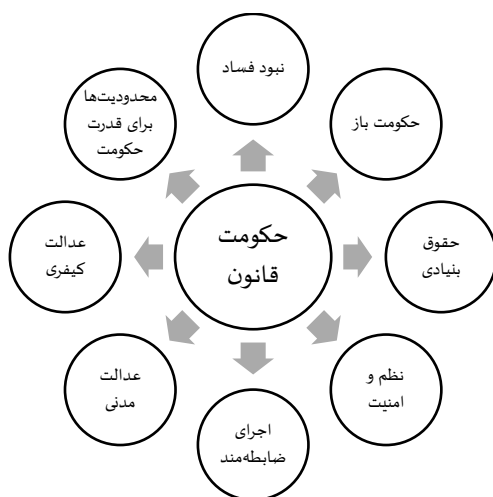 نبود فساد
حکومت باز
حقوق
بنیادی
نظم و
امنیت
اجرای
ضابطه‌مند
عدالت
مدنی
عدالت
کیفری
محدودیت‌ها
برای قدرت
حکومت
حکومت
قانون